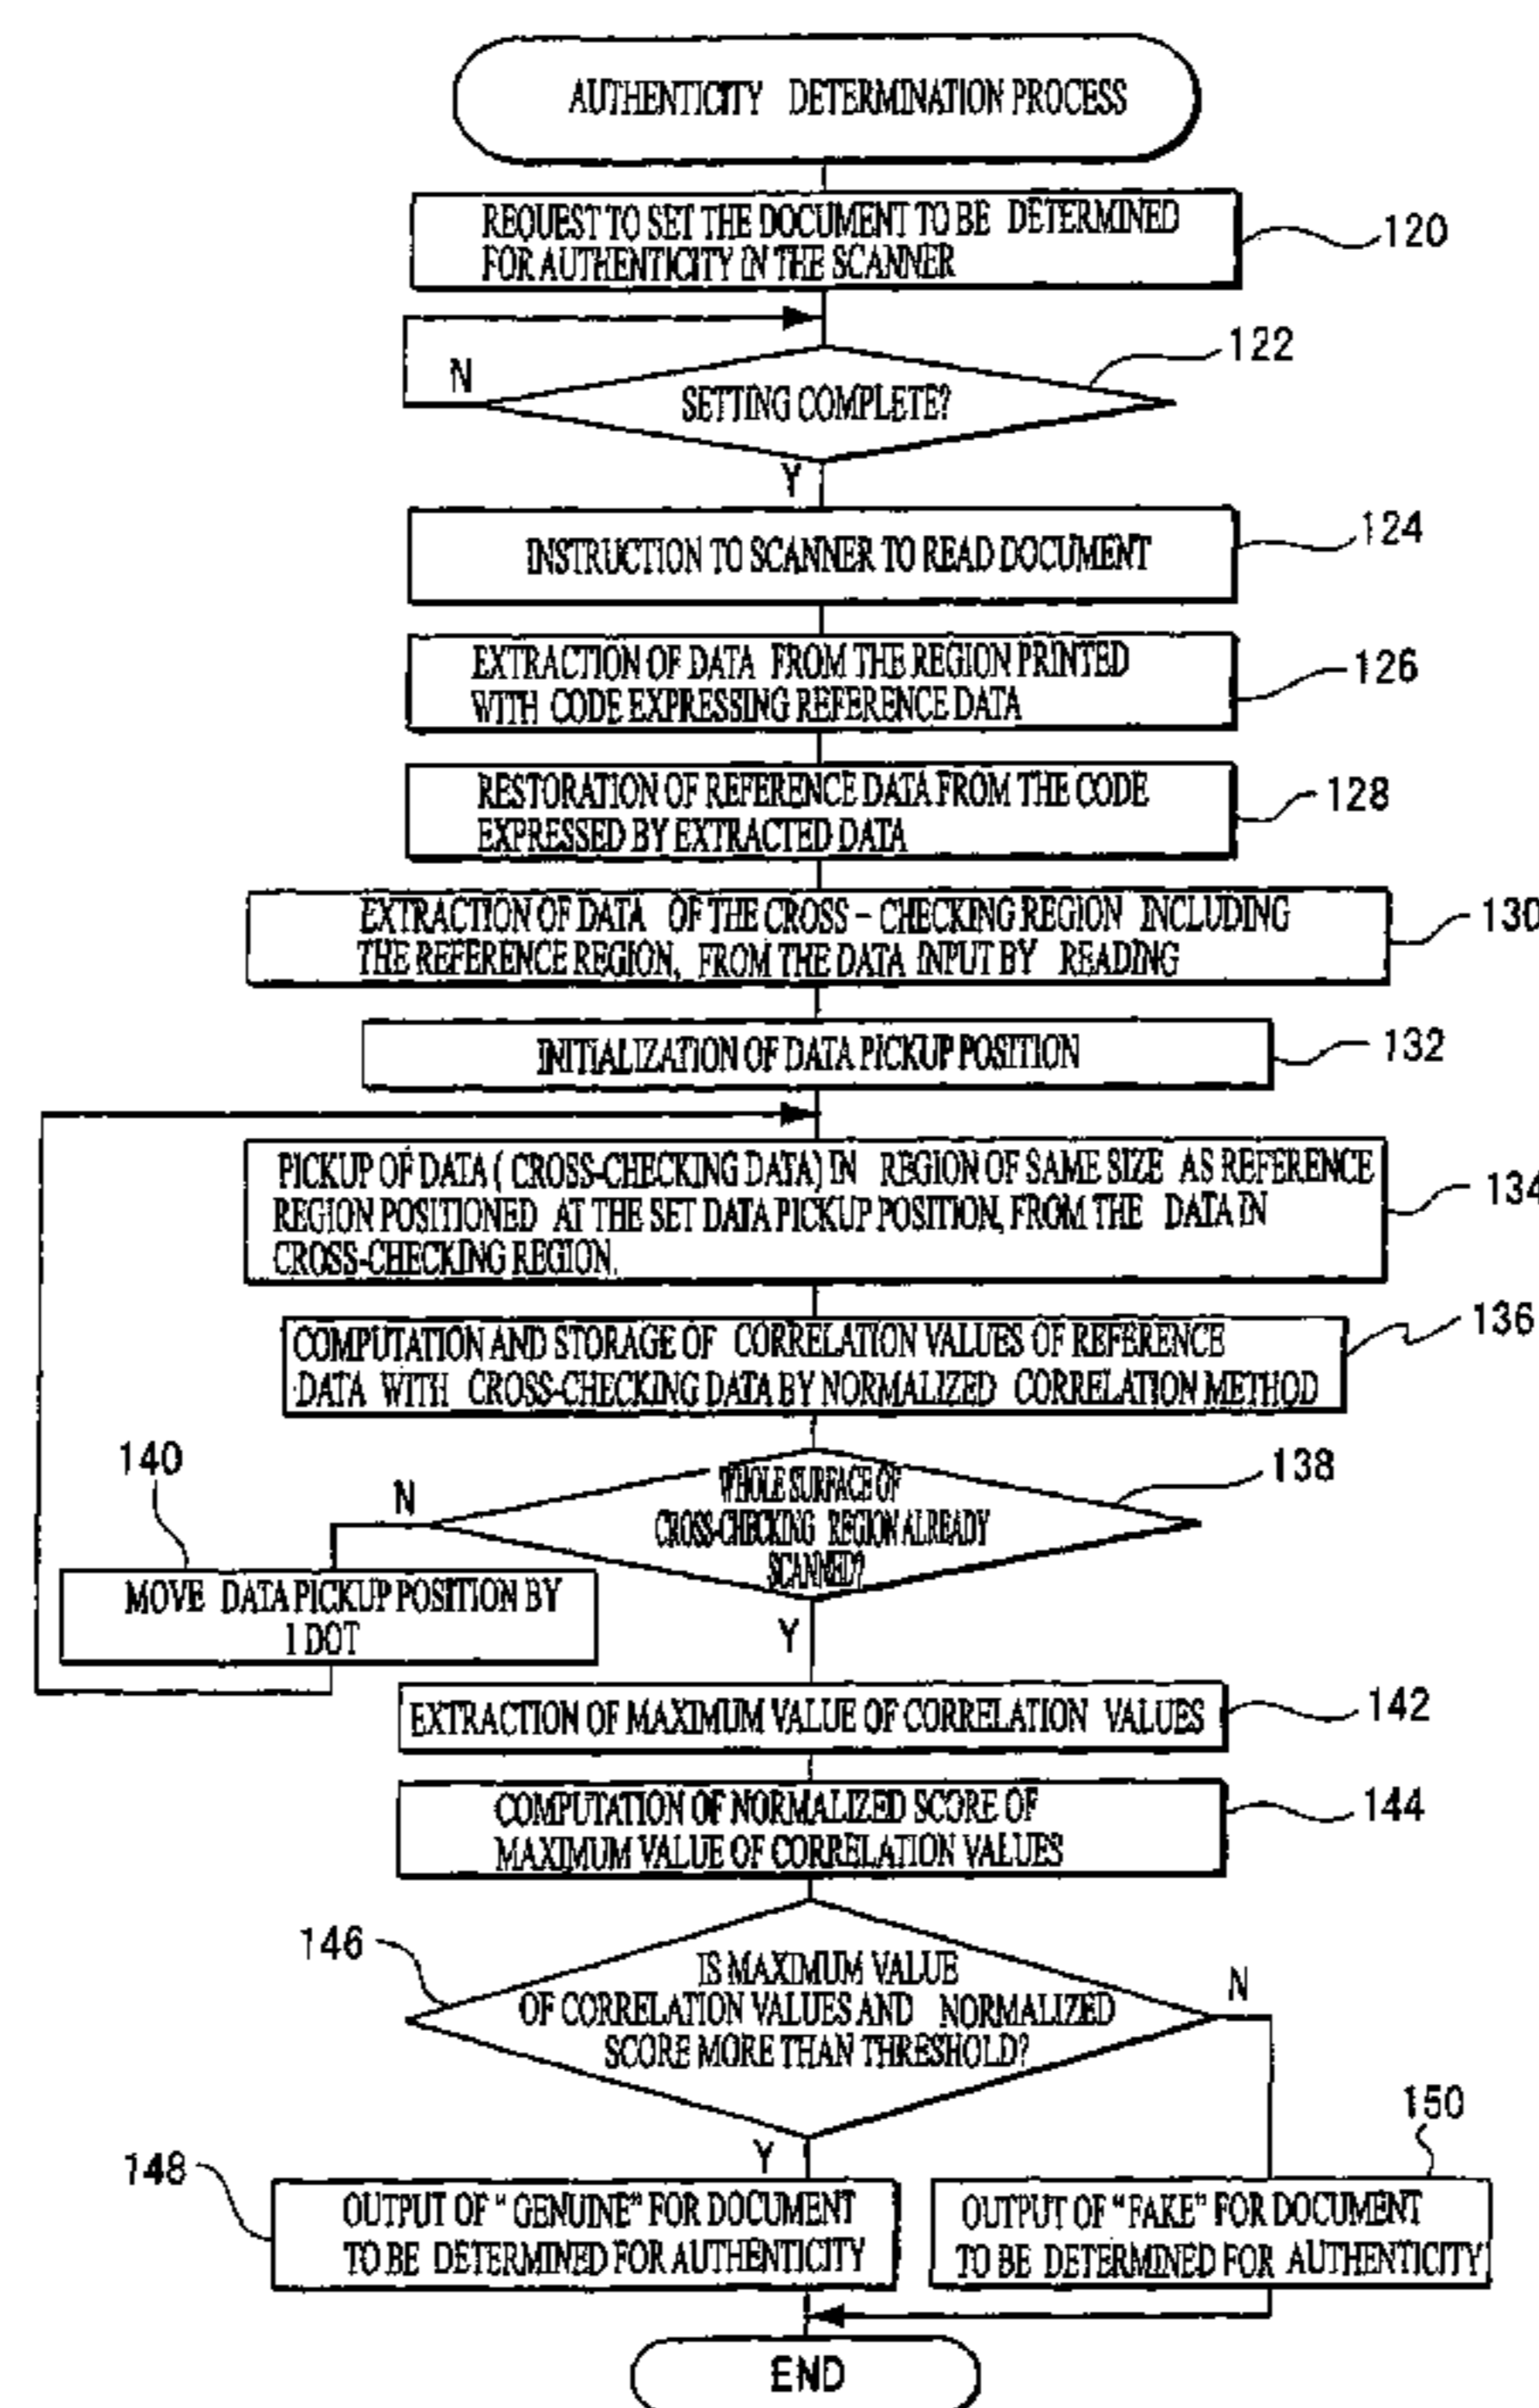 AUTHENTICITY DETERMINATION PROCESS
REQUEST TO SET THE DOCUMENT TO BE DETERMINED
FOR AUTHENTICITY IN THE SCANNER
120
122
N
SETTING COMPLETE?
Y
INSTRUCTION TO SCANNER TO READ DOCUMENT
124
EXTRACTION OF DATA FROM THE REGION PRINTED
WITH CODE EXPRESSING REFERENCE DATA
126
RESTORATION OF REFERENCE DATA FROM THE CODE
EXPRESSED BY EXTRACTED DATA
128
EXTRACTION OF DATA OF THE CROSS-CHECKING REGION INCLUDING
THE REFERENCE REGION, FROM THE DATA INPUT BY READING
130
INITIALIZATION OF DATA PICKUP POSITION
132
PICKUP OF DATA ( CROSS-CHECKING DATA) IN REGION OF SAME SIZE AS REFERENCE
REGION POSITIONED AT THE SET DATA PICKUP POSITION, FROM THE DATA IN
CROSS-CHECKING REGION.
134
COMPUTATION AND STORAGE OF CORRELATION VALUES OF REFERENCE
DATA WITH CROSS-CHECKING DATA BY NORMALIZED CORRELATION METHOD
136
140
N
WHOLE SURFACE OF
CROSS-CHECKING REGION ALREADY
SCANNED?
138
MOVE DATA PICKUP POSITION BY
1 DOT
Y
EXTRACTION OF MAXIMUM VALUE OF CORRELATION VALUES
142
COMPUTATION OF NORMALIZED SCORE OF
MAXIMUM VALUE OF CORRELATION VALUES
144
146
IS MAXIMUM VALUE
OF CORRELATION VALUES AND NORMALIZED
SCORE MORE THAN THRESHOLD?
N
Y
148
150
OUTPUT OF "GENUINE" FOR DOCUMENT
TO BE DETERMINED FOR AUTHENTICITY
OUTPUT OF "FAKE" FOR DOCUMENT
TO BE DETERMINED FOR AUTHENTICITY
END